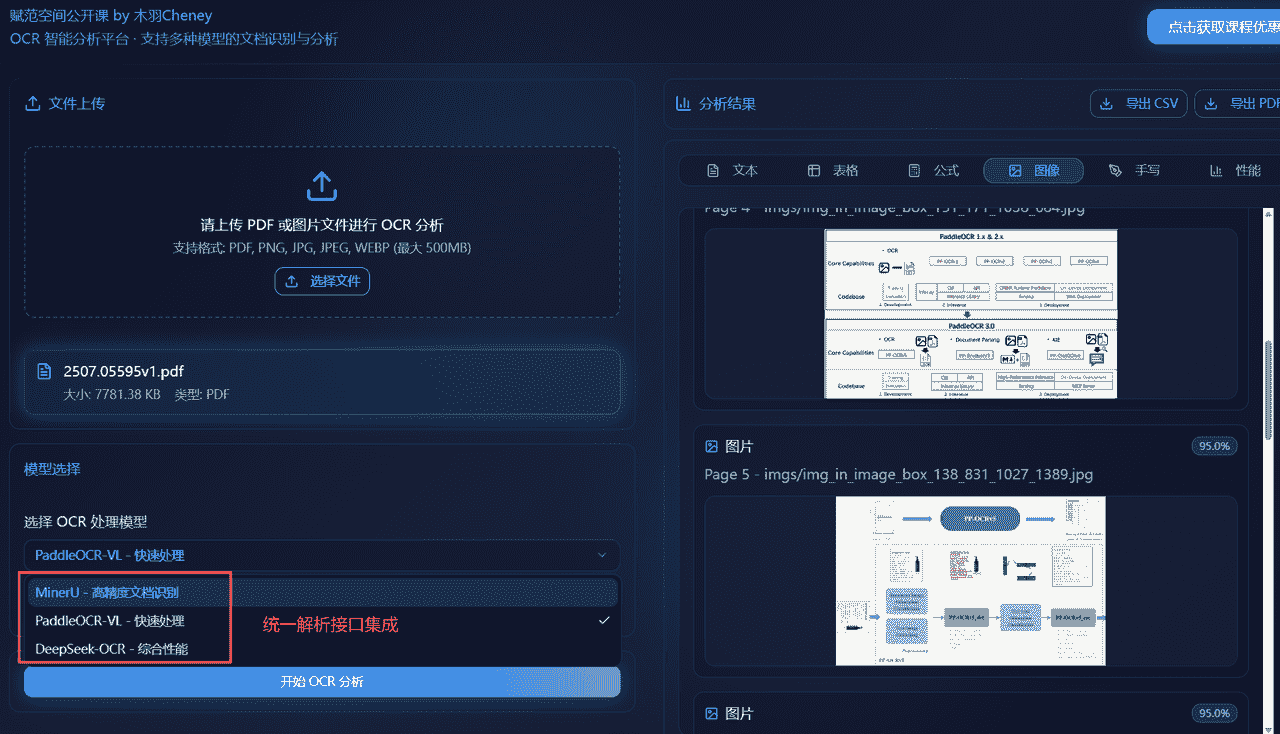 赋范空间公开课 by 木羽Cheney
OCR 智能分析平台 · 支持多种模型的文档识别与分析
点击获取课程优惠
文件上传
请上传 PDF 或图片文件进行 OCR 分析
支持格式: PDF, PNG, JPG, JPEG, WEBP (最大 500MB)
选择文件
2507.05595v1.pdf
大小: 7781.38 KB 类型: PDF
模型选择
选择 OCR 处理模型
PaddleOCR-VL - 快速处理
MinerU - 高精度文档识别
PaddleOCR-VL - 快速处理
DeepSeek-OCR - 综合性能
统一解析接口集成
开始 OCR 分析
分析结果
导出 CSV
导出 PDF
文本
表格
公式
图像
手写
性能
PaddleOCR 1.x & 2.x
OCR
Core Capabilities
Codebase
PaddleOCR 3.0
OCR
Document Parsing
Core Capabilities
Codebase
图片
95.0%
Page 5 - imgs/img_in_image_box_138_831_1027_1389.jpg
图片
95.0%